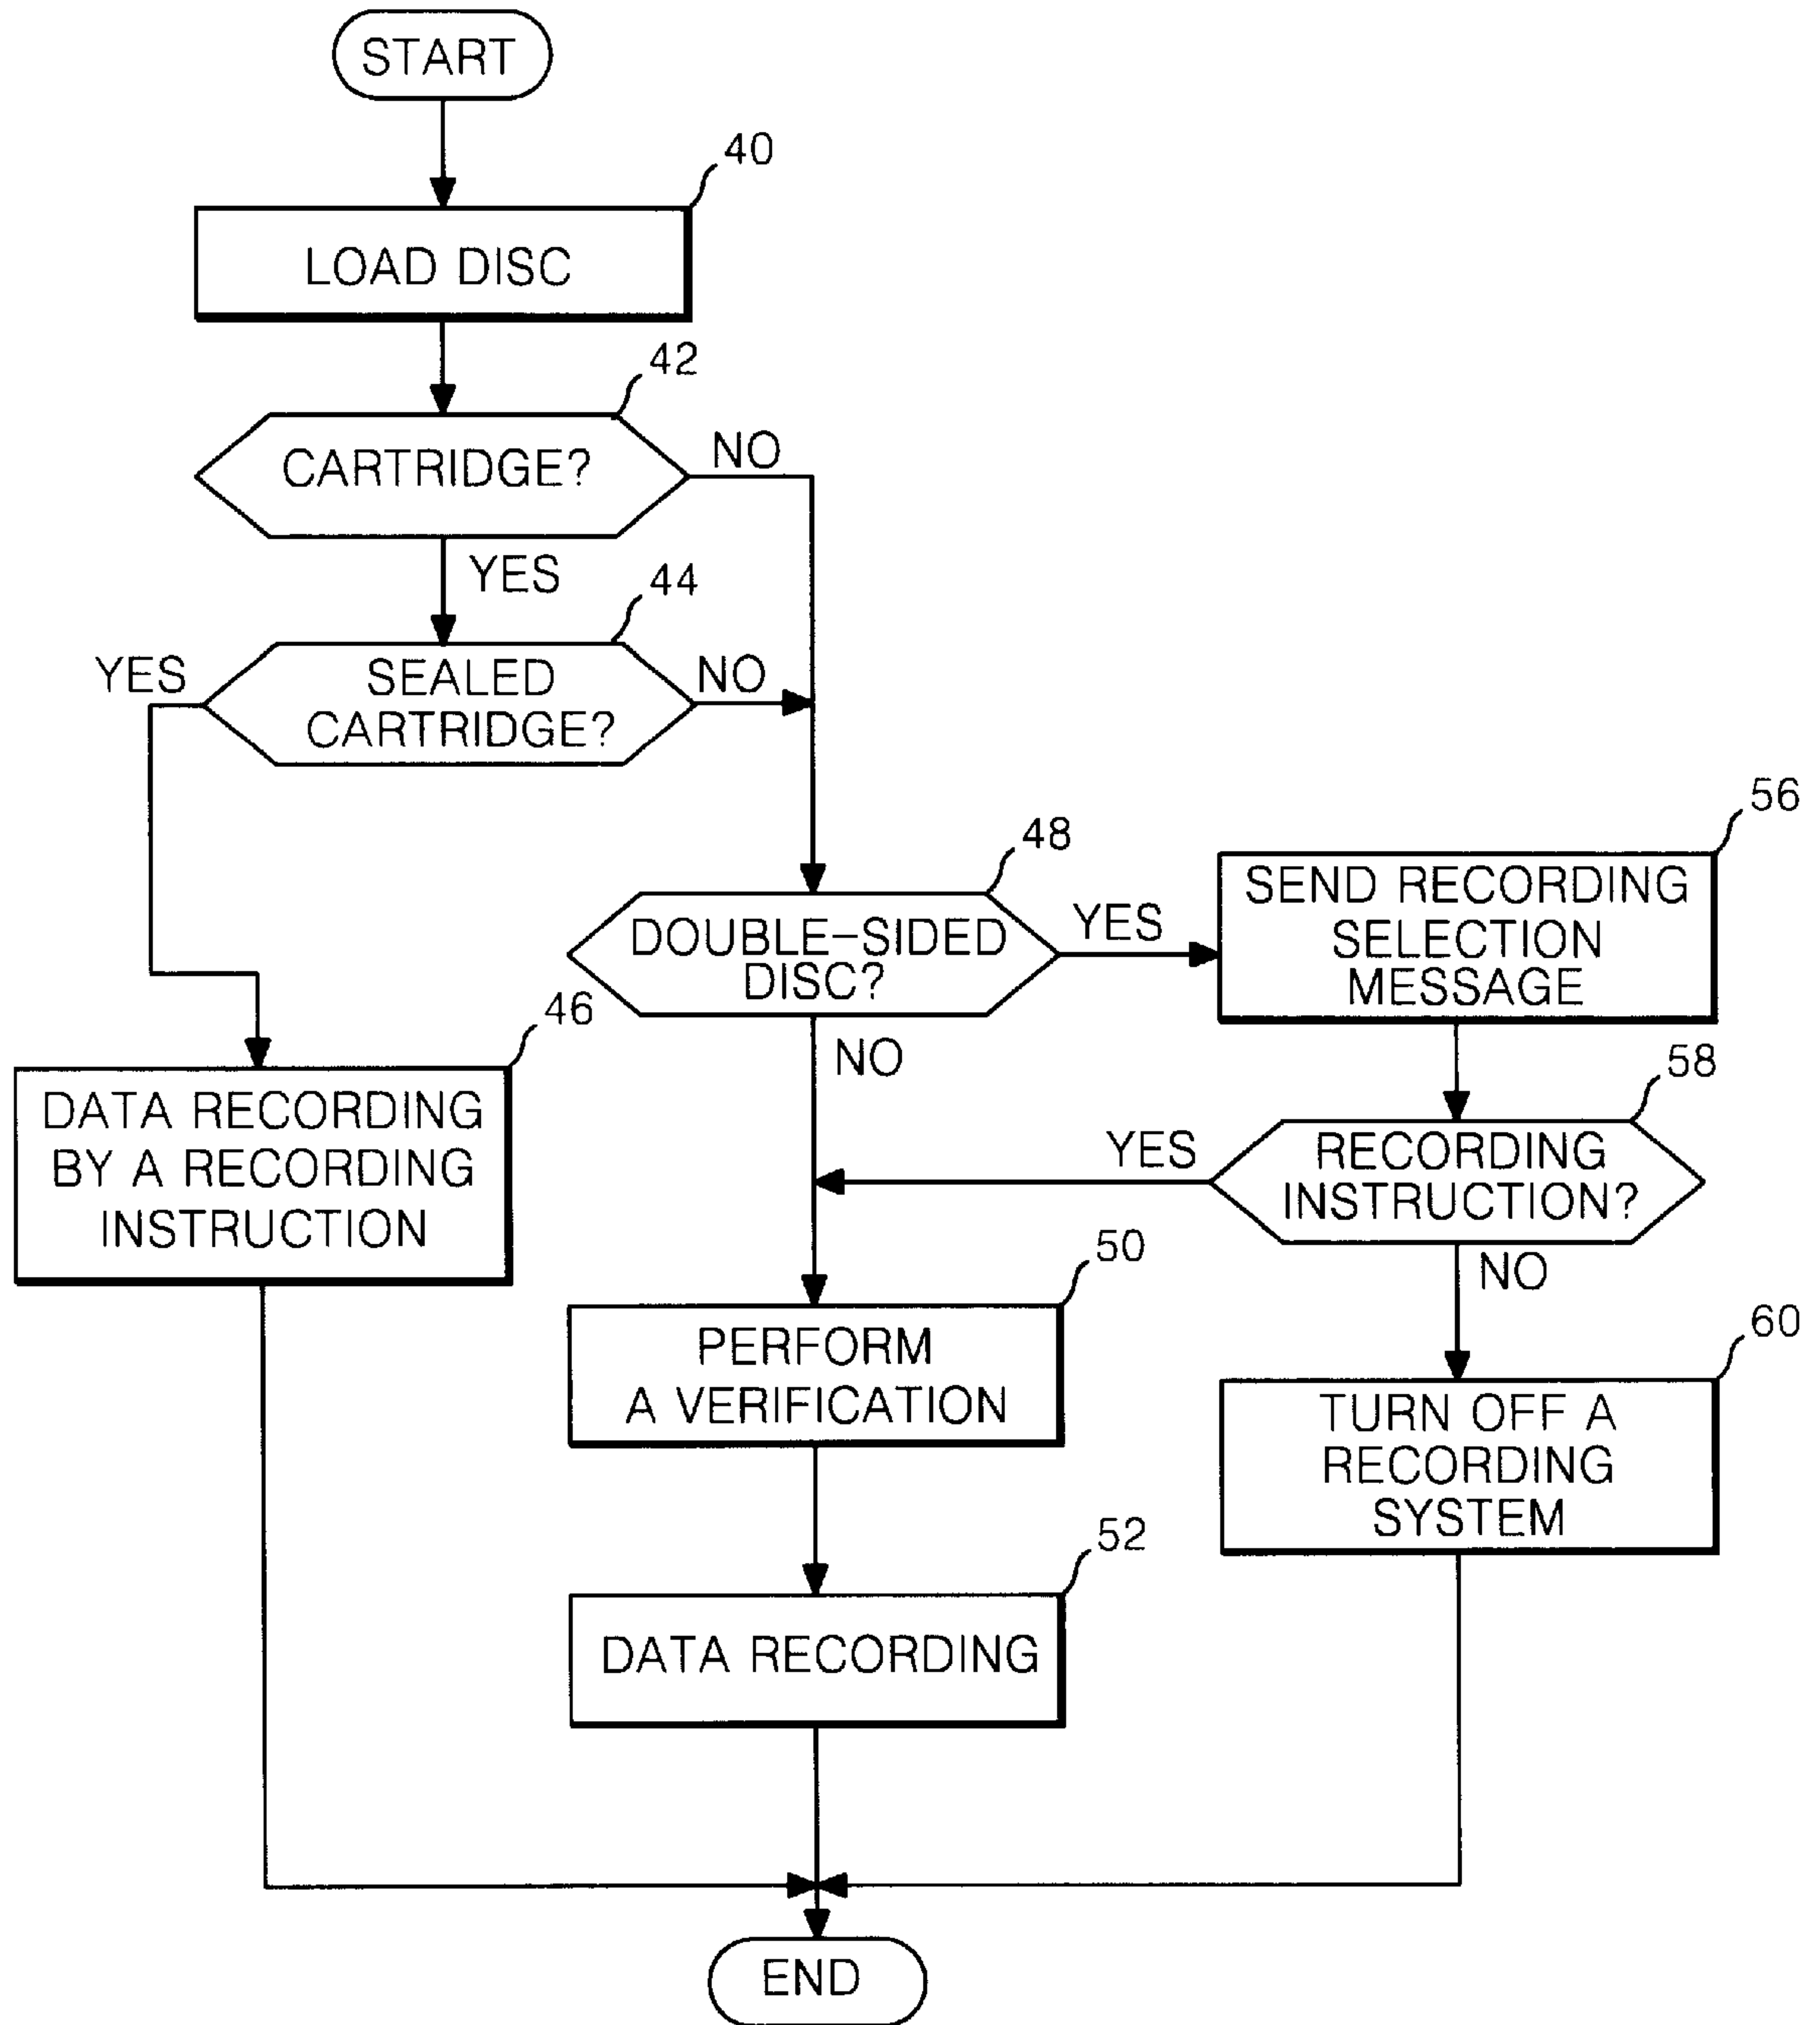 START
40
LOAD DISC
42
CARTRIDGE?
NO
YES
44
YES
SEALED
CARTRIDGE?
NO
48
DOUBLE-SIDED
DISC?
YES
NO
56
SEND RECORDING
SELECTION
MESSAGE
46
DATA RECORDING
BY A RECORDING
INSTRUCTION
58
YES
RECORDING
INSTRUCTION?
NO
50
PERFORM
A VERIFICATION
60
TURN OFF A
RECORDING
SYSTEM
52
DATA RECORDING
END